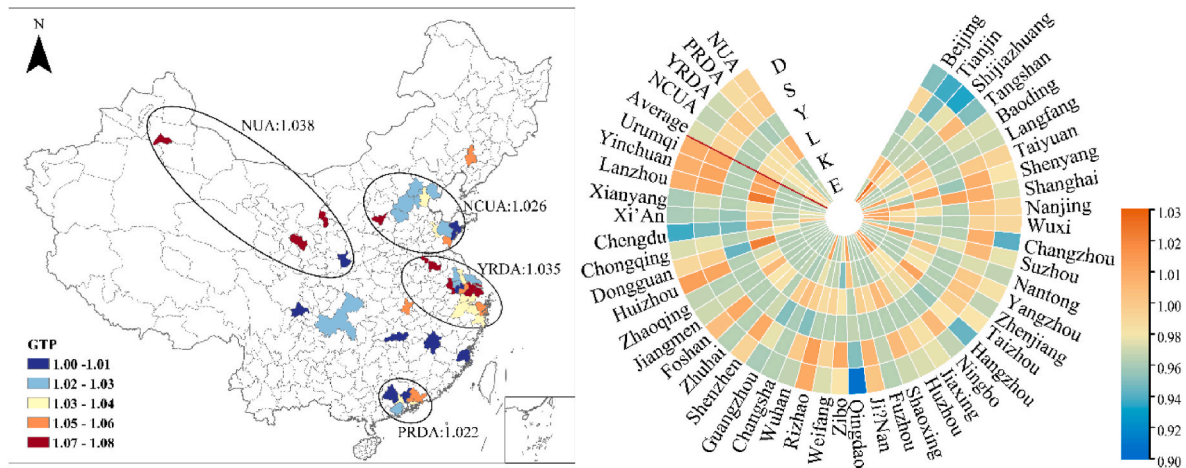 N
NUA:1.038
NCUA:1.026
YRDA:1.035
PRDA:1.022
GTP
1.00 -1.01
1.02 - 1.03
1.03 - 1.04
1.05 - 1.06
1.07 - 1.08
NUA
PRDA
YRDA
NCUA
Average
Urunqi
Yinchuan
Lanzhou
Xianyang
Xi'An
Chengdu
Chongqing
Dongguan
Huizhou
Zhaoqing
Jiangmen
Foshan
Zhuhai
Shenzhen
Guangzhou
Changsha
Wuhan
Rizhao
Weifang
Zibo
Qingdao
Ji?Nan
Fuzhou
Shaoxing
Huzhou
Jiaxing
Ningbo
Hangzhou
Taizhou
Zhenjiang
Yangzhou
Nantong
Suzhou
Changzhou
Wuxi
Nanjing
Shanghai
Shenyang
Taiyuan
Langfang
Baoding
Tangshan
Shijiazhuang
Tianjin
Beijing
D
S
Y
L
K
E
1.03
1.02
1.00
0.98
0.96
0.94
0.92
0.90